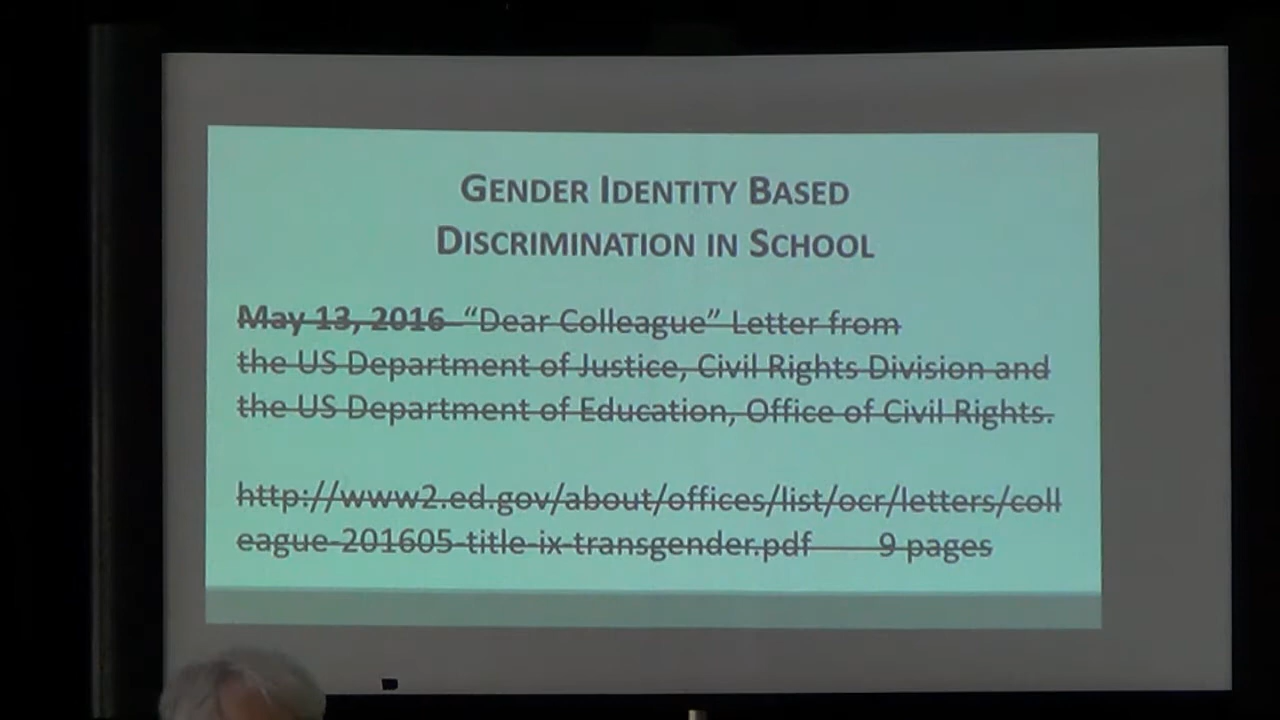 GENDER IDENTITY BASED
DISCRIMINATION IN SCHOOL
May 13, 2016 “Dear Colleague” Letter from
the US Department of Justice, Civil Rights Division and
the US Department of Education, Office of Civil Rights.
http://www2.ed.gov/about/offices/list/ocr/letters/coll
eague-201605-title-ix-transgender.pdf 9 pages